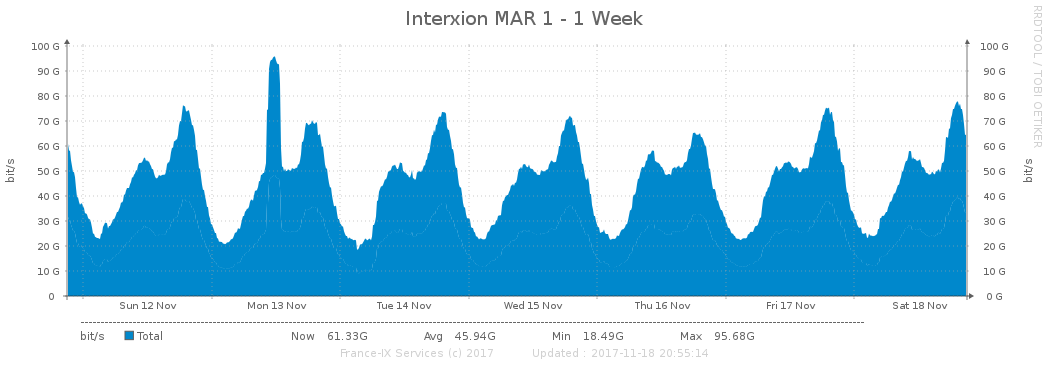 Interxion MAR 1 - 1 Week
RRDTOOL / TOBI OETIKER
bit/s
100 G
90 G
80 G
70 G
60 G
50 G
40 G
30 G
20 G
10 G
0
100 G
90 G
80 G
70 G
60 G
50 G
40 G
30 G
20 G
10 G
0 G
bit/s
Sun 12 Nov Mon 13 Nov Tue 14 Nov Wed 15 Nov Thu 16 Nov Fri 17 Nov Sat 18 Nov
bit/s Total Now 61.33G Avg 45.94G Min 18.49G Max 95.68G
France-IX Services (c) 2017 Updated : 2017-11-18 20:55:14